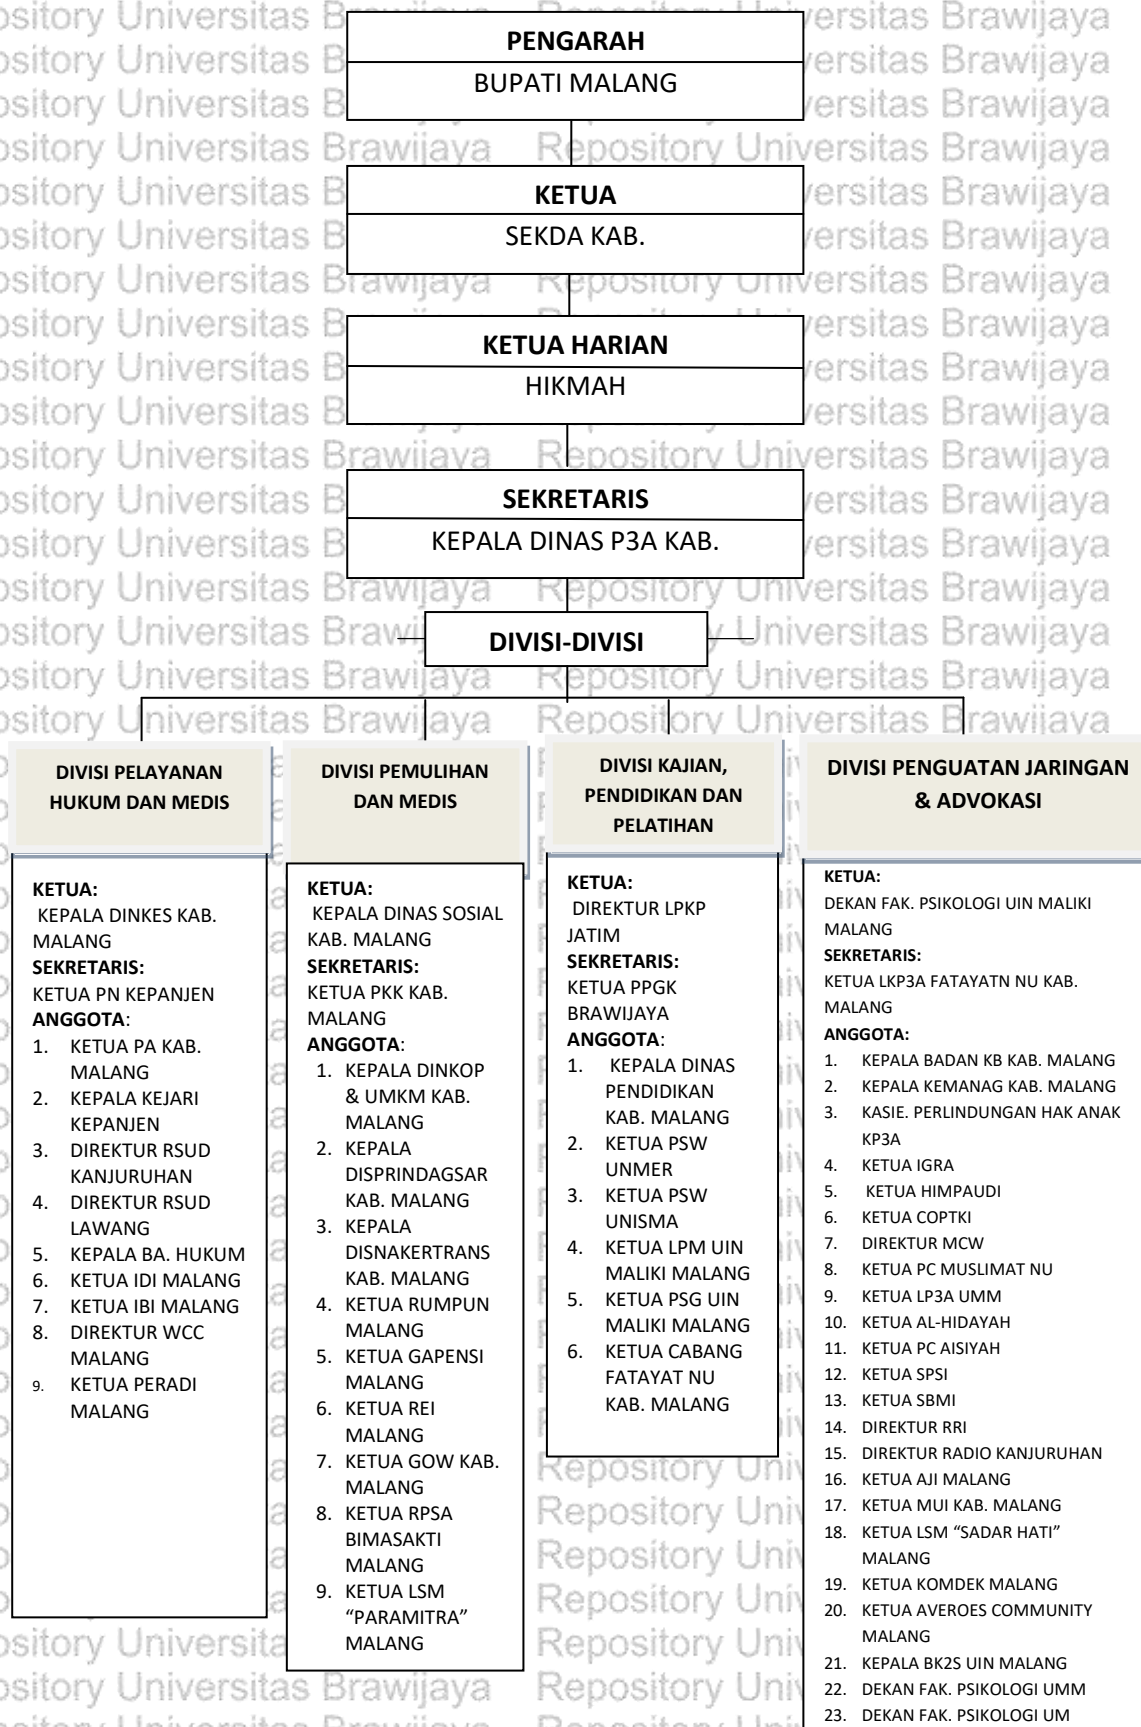 PENGARAH
BUPATI MALANG
KETUA
SEKDA KAB.
KETUA HARIAN
HIKMAH
SEKRETARIS
KEPALA DINAS P3A KAB.
DIVISI-DIVISI
DIVISI PELAYANAN
HUKUM DAN MEDIS
KETUA:
KEPALA DINKES KAB.
MALANG
SEKRETARIS:
KETUA PN KEPANJEN
ANGGOTA:
1. KETUA PA KAB.
MALANG
2. KEPALA KEJARI
KEPANJEN
3. DIREKTUR RSUD
KANJURUHAN
4. DIREKTUR RSUD
LAWANG
5. KEPALA BA. HUKUM
6. KETUA IDI MALANG
7. KETUA IBI MALANG
8. DIREKTUR WCC
MALANG
9. KETUA PERADI
MALANG
DIVISI PEMULIHAN
DAN MEDIS
KETUA:
KEPALA DINAS SOSIAL
KAB. MALANG
SEKRETARIS:
KETUA PKK KAB.
MALANG
ANGGOTA:
1. KEPALA DINKOP
& UMKM KAB.
MALANG
2. KEPALA
DISPRINDAGSAR
KAB. MALANG
3. KEPALA
DISNAKERTRANS
KAB. MALANG
4. KETUA RUMPUN
MALANG
5. KETUA GAPENSI
MALANG
6. KETUA REI
MALANG
7. KETUA GOW KAB.
MALANG
8. KETUA RPSA
BIMASAKTI
MALANG
9. KETUA LSM
“PARAMITRA”
MALANG
DIVISI KAJIAN,
PENDIDIKAN DAN
PELATIHAN
KETUA:
DIREKTUR LPKP
JATIM
SEKRETARIS:
KETUA PPGK
BRAWIJAYA
ANGGOTA:
1. KEPALA DINAS
PENDIDIKAN
KAB. MALANG
2. KETUA PSW
UNMER
3. KETUA PSW
UNISMA
4. KETUA LPM UIN
MALIKI MALANG
5. KETUA PSG UIN
MALIKI MALANG
6. KETUA CABANG
FATAYAT NU
KAB. MALANG
DIVISI PENGUATAN JARINGAN
& ADVOKASI
KETUA:
DEKAN FAK. PSIKOLOGI UIN MALIKI
MALANG
SEKRETARIS:
KETUA LKP3A FATAYATN NU KAB.
MALANG
ANGGOTA:
1. KEPALA BADAN KB KAB. MALANG
2. KEPALA KEMANAG KAB. MALANG
3. KASIE. PERLINDUNGAN HAK ANAK
KP3A
4. KETUA IGRA
5. KETUA HIMPAUDI
6. KETUA COPTKI
7. DIREKTUR MCW
8. KETUA PC MUSLIMAT NU
9. KETUA LP3A UMM
10. KETUA AL-HIDAYAH
11. KETUA PC AISIYAH
12. KETUA SPSI
13. KETUA SBMI
14. DIREKTUR RRI
15. DIREKTUR RADIO KANJURUHAN
16. KETUA AJI MALANG
17. KETUA MUI KAB. MALANG
18. KETUA LSM “SADAR HATI”
MALANG
19. KETUA KOMDEK MALANG
20. KETUA AVEROES COMMUNITY
MALANG
21. KEPALA BK2S UIN MALANG
22. DEKAN FAK. PSIKOLOGI UMM
23. DEKAN FAK. PSIKOLOGI UM